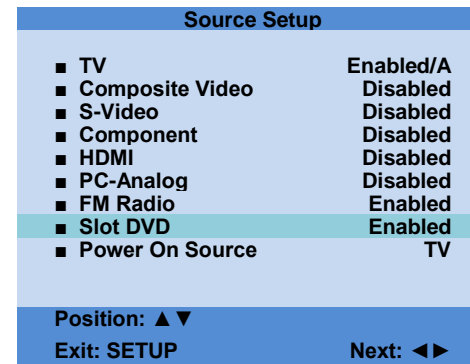 Source Setup
■ TV Enabled/A
■ Composite Video Disabled
■ S-Video Disabled
■ Component Disabled
■ HDMI Disabled
■ PC-Analog Disabled
■ FM Radio Enabled
■ Slot DVD Enabled
■ Power On Source TV
Position: ▲▼
Exit: SETUP Next: ◄►